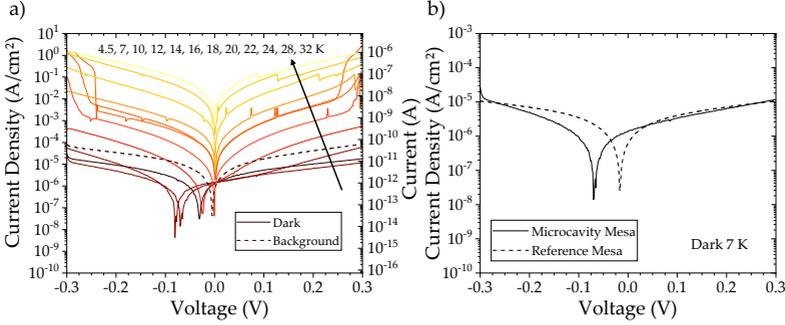 a)
4.5, 7, 10, 12, 14, 16, 18, 20, 22, 24, 28, 32 K
Current Density (A/cm²)
10¹
10⁰
10⁻¹
10⁻²
10⁻³
10⁻⁴
10⁻⁵
10⁻⁶
10⁻⁷
10⁻⁸
10⁻⁹
10⁻¹⁰
Current (A)
10⁻⁶
10⁻⁷
10⁻⁸
10⁻⁹
10⁻¹⁰
10⁻¹¹
10⁻¹²
10⁻¹³
10⁻¹⁴
10⁻¹⁵
10⁻¹⁶
Dark
Background
-0.3 -0.2 -0.1 0.0 0.1 0.2 0.3
Voltage (V)
b)
Current Density (A/cm²)
10⁻³
10⁻⁴
10⁻⁵
10⁻⁶
10⁻⁷
10⁻⁸
10⁻⁹
10⁻¹⁰
Microcavity Mesa
Reference Mesa
Dark 7 K
-0.3 -0.2 -0.1 0.0 0.1 0.2 0.3
Voltage (V)